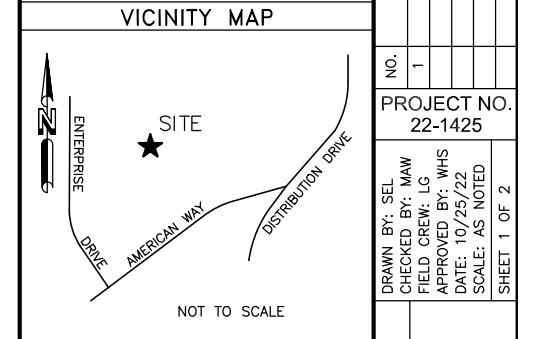 VICINITY MAP
N
ENTERPRISE
DRIVE
SITE
AMERICAN WAY
DISTRIBUTION DRIVE
NOT TO SCALE
NO.
1
PROJECT NO.
22-1425
DRAWN BY: SEL
CHECKED BY: MAW
FIELD CREW: LG
APPROVED BY: WHS
DATE: 10/25/22
SCALE: AS NOTED
SHEET 1 OF 2